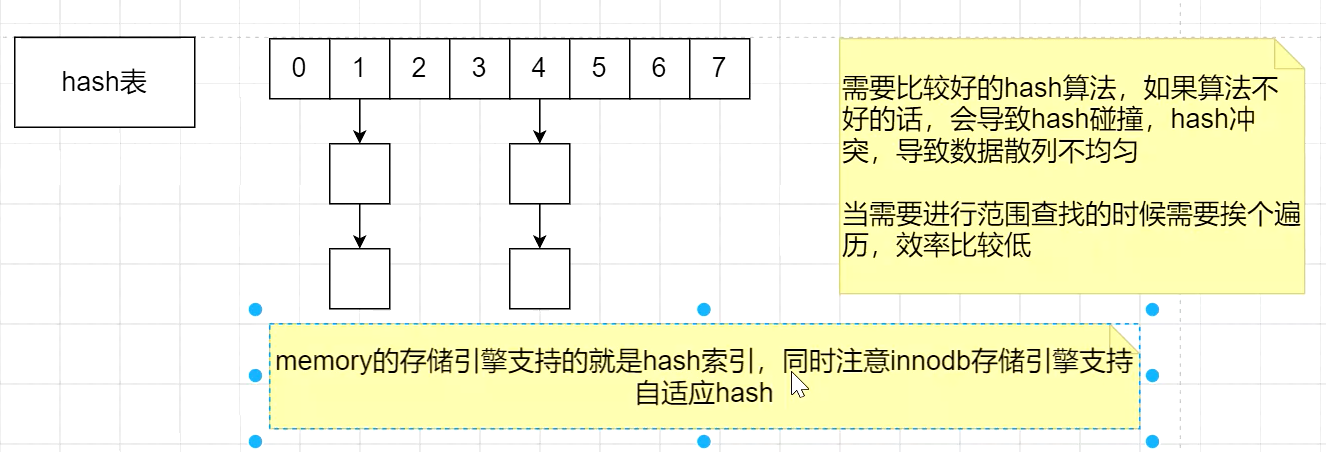 hash表
0 1 2 3 4 5 6 7
需要比较好的hash算法，如果算法不
好的话，会导致hash碰撞，hash冲
突，导致数据散列不均匀
当需要进行范围查找的时候需要挨个遍
历，效率比较低
memory的存储引擎支持的就是hash索引，同时注意innodb存储引擎支持
自适应hash